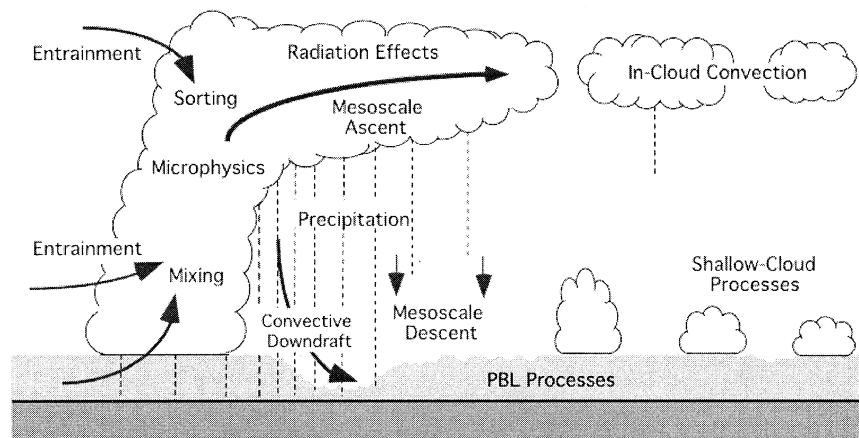 Entrainment
Radiation Effects
In-Cloud Convection
Sorting
Mesoscale
Ascent
Microphysics
Precipitation
Entrainment
Mixing
Shallow-Cloud
Processes
Convective
Downdraft
Mesoscale
Descent
PBL Processes